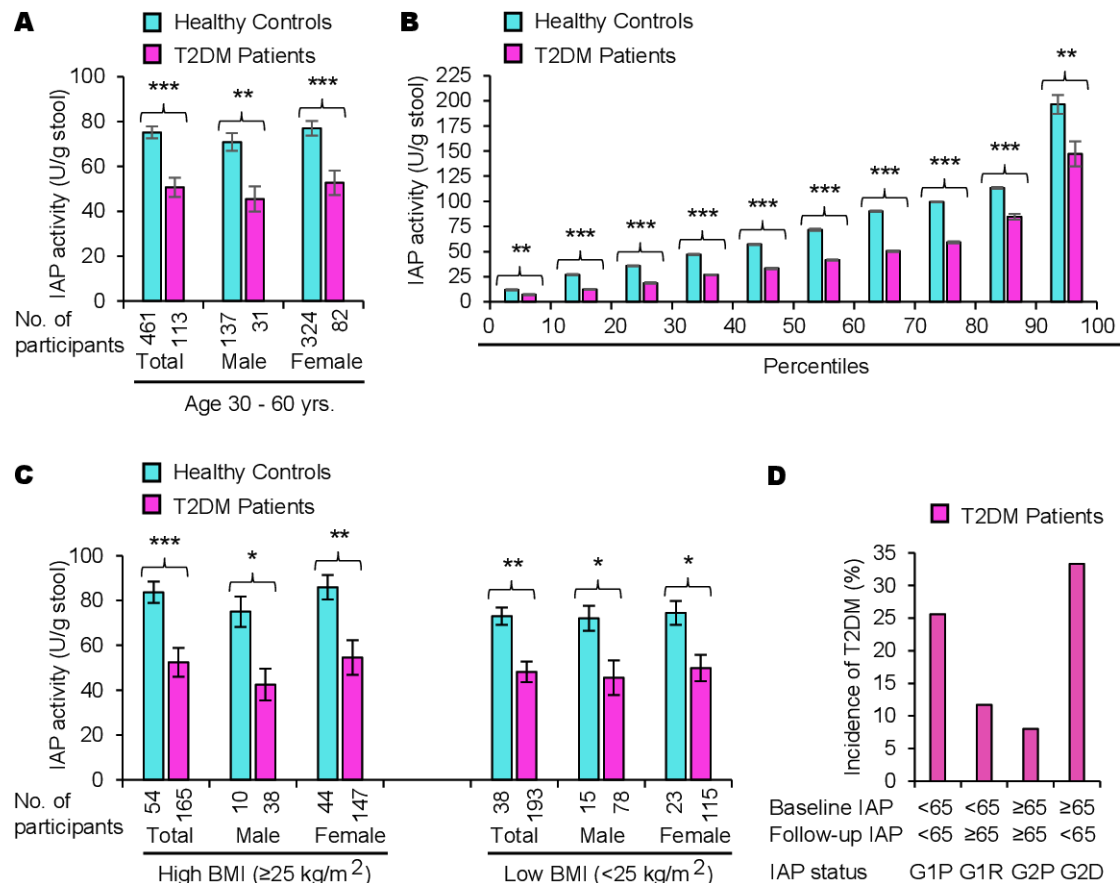 A
Healthy Controls
T2DM Patients
IAP activity (U/g stool)
100
80
60
40
20
0
*** ** ***
No. of participants
461 113 137 31 324 82
Total Male Female
Age 30 - 60 yrs.
B
Healthy Controls
T2DM Patients
IAP activity (U/g stool)
225
200
175
150
125
100
75
50
25
0
** *** *** *** *** *** *** *** *** **
0 10 20 30 40 50 60 70 80 90 100
Percentiles
C
Healthy Controls
T2DM Patients
IAP activity (U/g stool)
100
80
60
40
20
0
*** * ** ** * *
No. of participants
54 165 10 38 44 147 38 193 15 78 23 115
Total Male Female Total Male Female
High BMI (≥25 kg/m²) Low BMI (<25 kg/m²)
D
T2DM Patients
Incidence of T2DM (%)
35
30
25
20
15
10
5
0
Baseline IAP <65 <65 ≥65 ≥65
Follow-up IAP <65 ≥65 ≥65 <65
IAP status G1P G1R G2P G2D